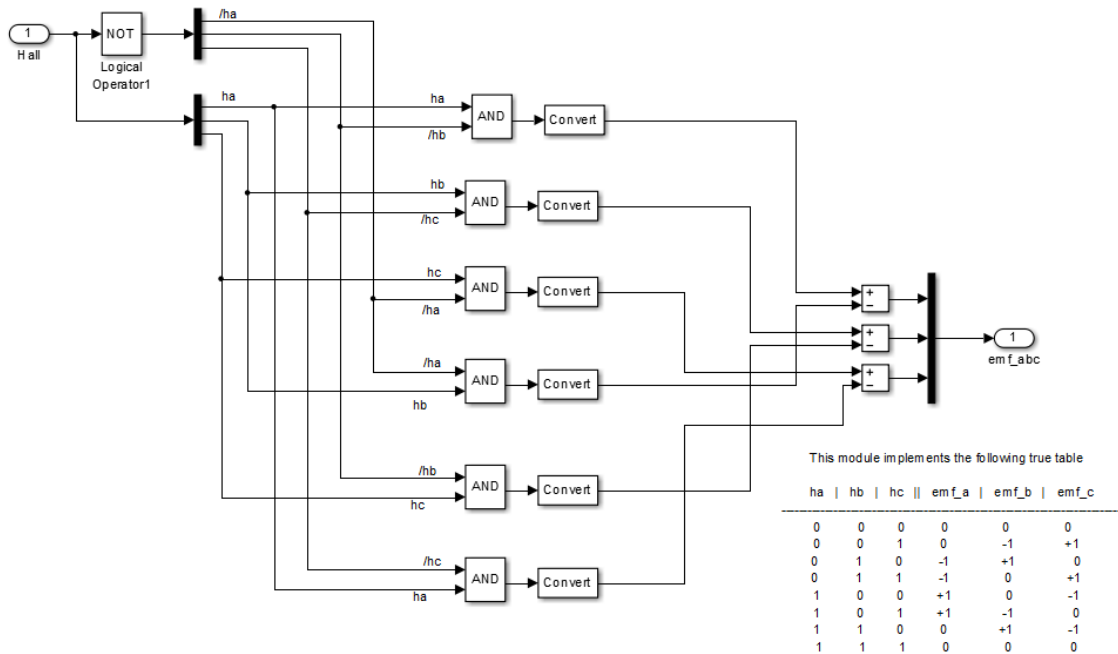 1
Hall
NOT
Logical
Operator1
/ha
ha
ha
/hb
AND
Convert
hb
/hc
AND
Convert
hc
/ha
AND
Convert
/ha
hb
AND
Convert
/hb
hc
AND
Convert
/hc
ha
AND
Convert
+
−
+
−
+
−
1
emf_abc
This module implements the following true table
ha | hb | hc || emf_a | emf_b | emf_c
0 0 0 0 0 0
0 0 1 0 -1 +1
0 1 0 -1 +1 0
0 1 1 -1 0 +1
1 0 0 +1 0 -1
1 0 1 +1 -1 0
1 1 0 0 +1 -1
1 1 1 0 0 0